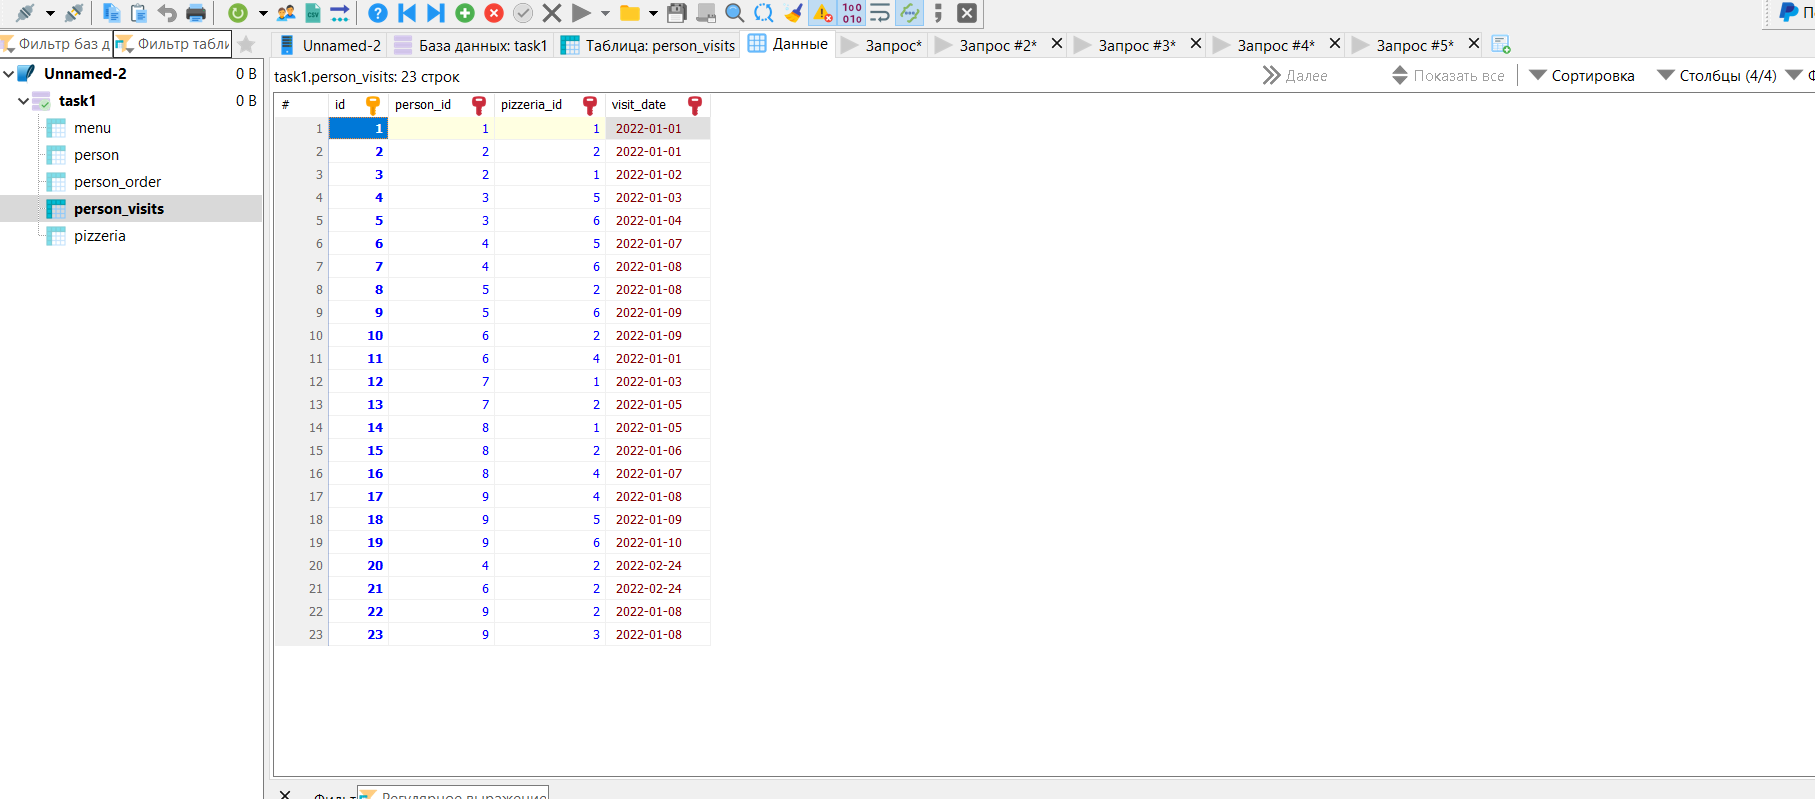 П
Фильтр баз д Фильтр табли Unnamed-2 База данных: task1 Таблица: person_visits Данные Запрос* Запрос #2* Запрос #3* Запрос #4* Запрос #5*
Unnamed-2 0 B
task1 0 B
menu
person
person_order
person_visits
pizzeria
task1.person_visits: 23 строк Далее Показать все Сортировка Столбцы (4/4) Ф
# id person_id pizzeria_id visit_date
1 1 1 1 2022-01-01
2 2 2 2 2022-01-01
3 3 2 1 2022-01-02
4 4 3 5 2022-01-03
5 5 3 6 2022-01-04
6 6 4 5 2022-01-07
7 7 4 6 2022-01-08
8 8 5 2 2022-01-08
9 9 5 6 2022-01-09
10 10 6 2 2022-01-09
11 11 6 4 2022-01-01
12 12 7 1 2022-01-03
13 13 7 2 2022-01-05
14 14 8 1 2022-01-05
15 15 8 2 2022-01-06
16 16 8 4 2022-01-07
17 17 9 4 2022-01-08
18 18 9 5 2022-01-09
19 19 9 6 2022-01-10
20 20 4 2 2022-02-24
21 21 6 2 2022-02-24
22 22 9 2 2022-01-08
23 23 9 3 2022-01-08
Фильт Регулярное выражение